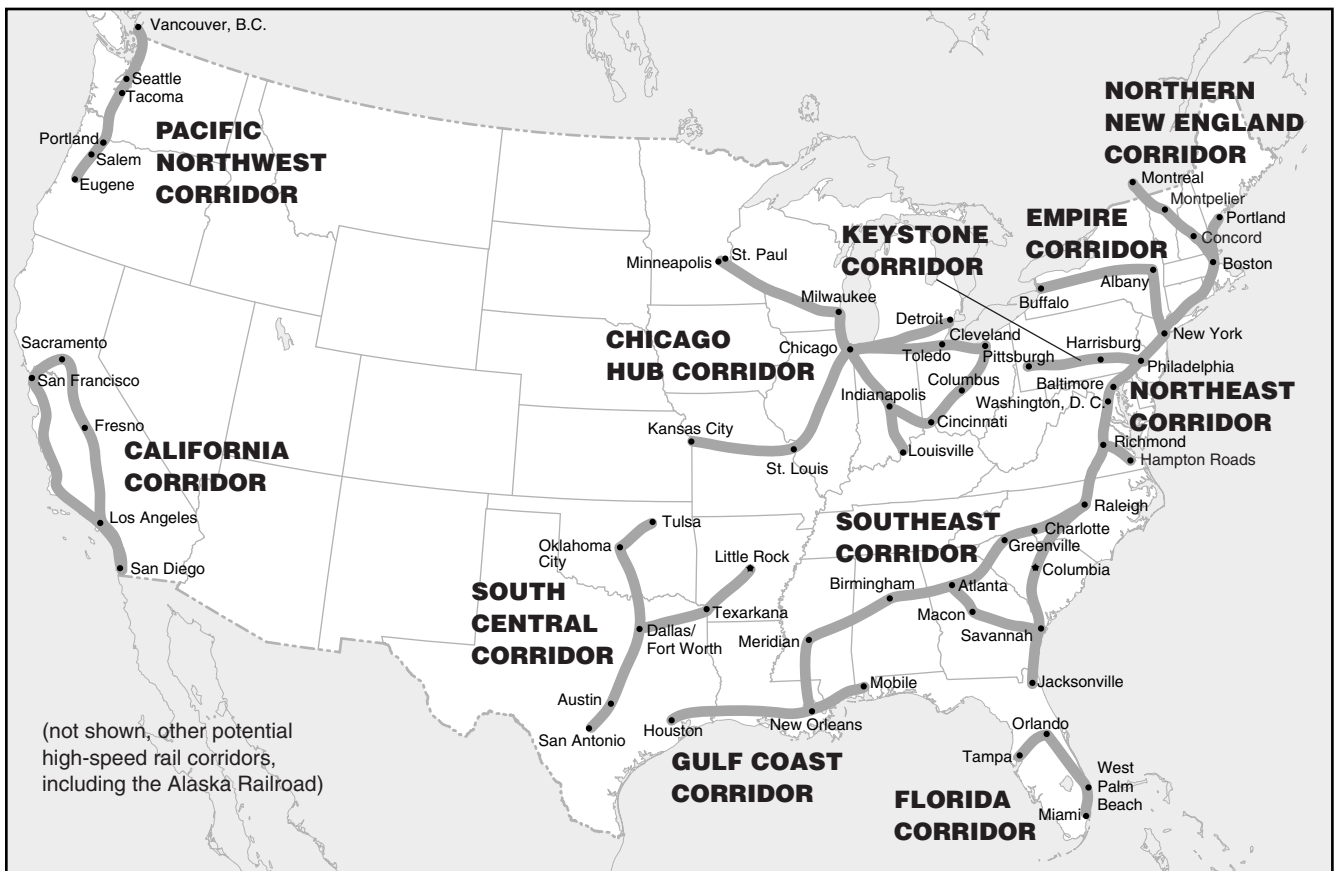 Vancouver, B.C.
Seattle
Tacoma
Portland
Salem
Eugene
PACIFIC
NORTHWEST
CORRIDOR
NORTHERN
NEW ENGLAND
CORRIDOR
Montreal
Montpelier
Portland
Concord
Boston
EMPIRE
CORRIDOR
Albany
Buffalo
New York
KEYSTONE
CORRIDOR
Minneapolis
St. Paul
Milwaukee
Detroit
Cleveland
Chicago
Toledo
Pittsburgh
Harrisburg
Philadelphia
CHICAGO
HUB CORRIDOR
Columbus
Indianapolis
Baltimore
Washington, D. C.
NORTHEAST
CORRIDOR
Cincinnati
Louisville
Kansas City
St. Louis
Richmond
Hampton Roads
Sacramento
San Francisco
Fresno
CALIFORNIA
CORRIDOR
Los Angeles
San Diego
Raleigh
SOUTHEAST
CORRIDOR
Charlotte
Greenville
Columbia
Birmingham
Atlanta
Macon
Savannah
Meridian
Jacksonville
Tulsa
Oklahoma
City
Little Rock
Texarkana
SOUTH
CENTRAL
CORRIDOR
Dallas/
Fort Worth
Austin
San Antonio
Houston
New Orleans
Mobile
GULF COAST
CORRIDOR
Orlando
Tampa
West
Palm
Beach
Miami
FLORIDA
CORRIDOR
(not shown, other potential
high-speed rail corridors,
including the Alaska Railroad)